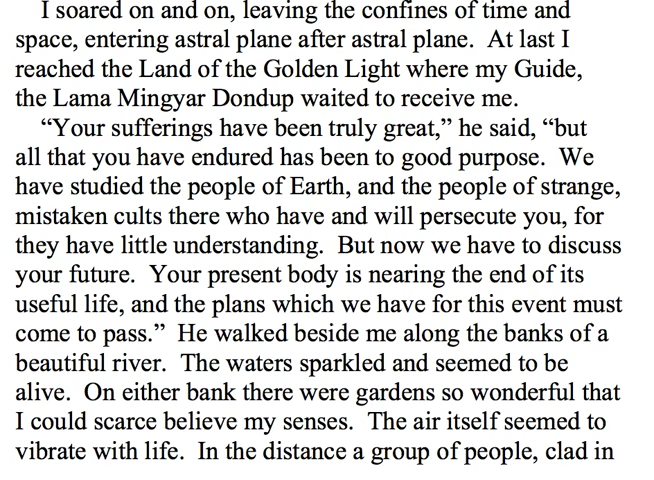 I soared on and on, leaving the confines of time and
space, entering astral plane after astral plane.  At last I
reached the Land of the Golden Light where my Guide,
the Lama Mingyar Dondup waited to receive me.
“Your sufferings have been truly great,” he said, “but
all that you have endured has been to good purpose.  We
have studied the people of Earth, and the people of strange,
mistaken cults there who have and will persecute you, for
they have little understanding.  But now we have to discuss
your future.  Your present body is nearing the end of its
useful life, and the plans which we have for this event must
come to pass.”  He walked beside me along the banks of a
beautiful river.  The waters sparkled and seemed to be
alive.  On either bank there were gardens so wonderful that
I could scarce believe my senses.  The air itself seemed to
vibrate with life.  In the distance a group of people, clad in